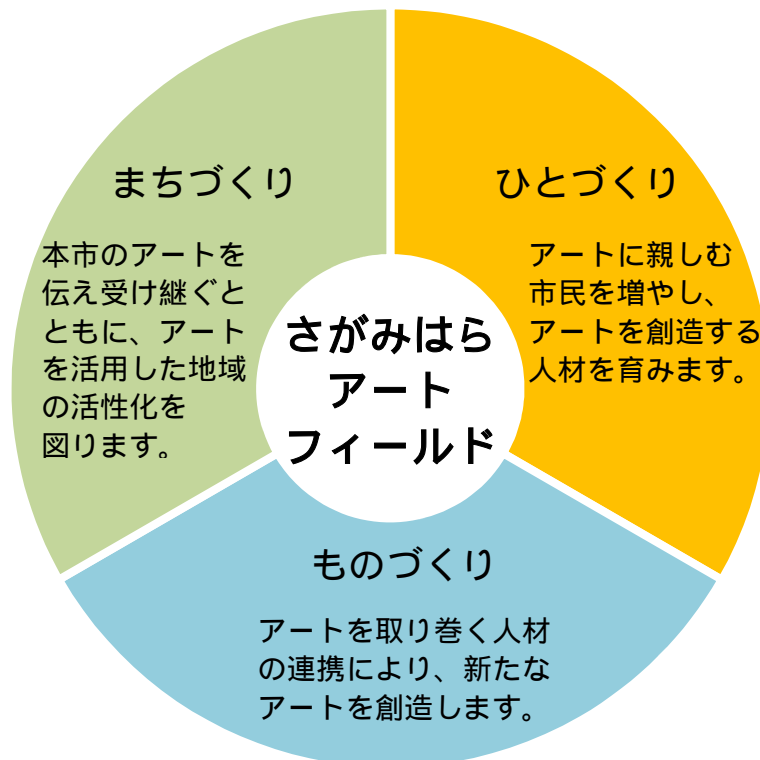 まちづくり
本市のアートを
伝え受け継ぐと
ともに、アート
を活用した地域
の活性化を
図ります。
ひとづくり
アートに親しむ
市民を増やし、
アートを創造する
人材を育みます。
さがみはら
アート
フィールド
ものづくり
アートを取り巻く人材
の連携により、新たな
アートを創造します。